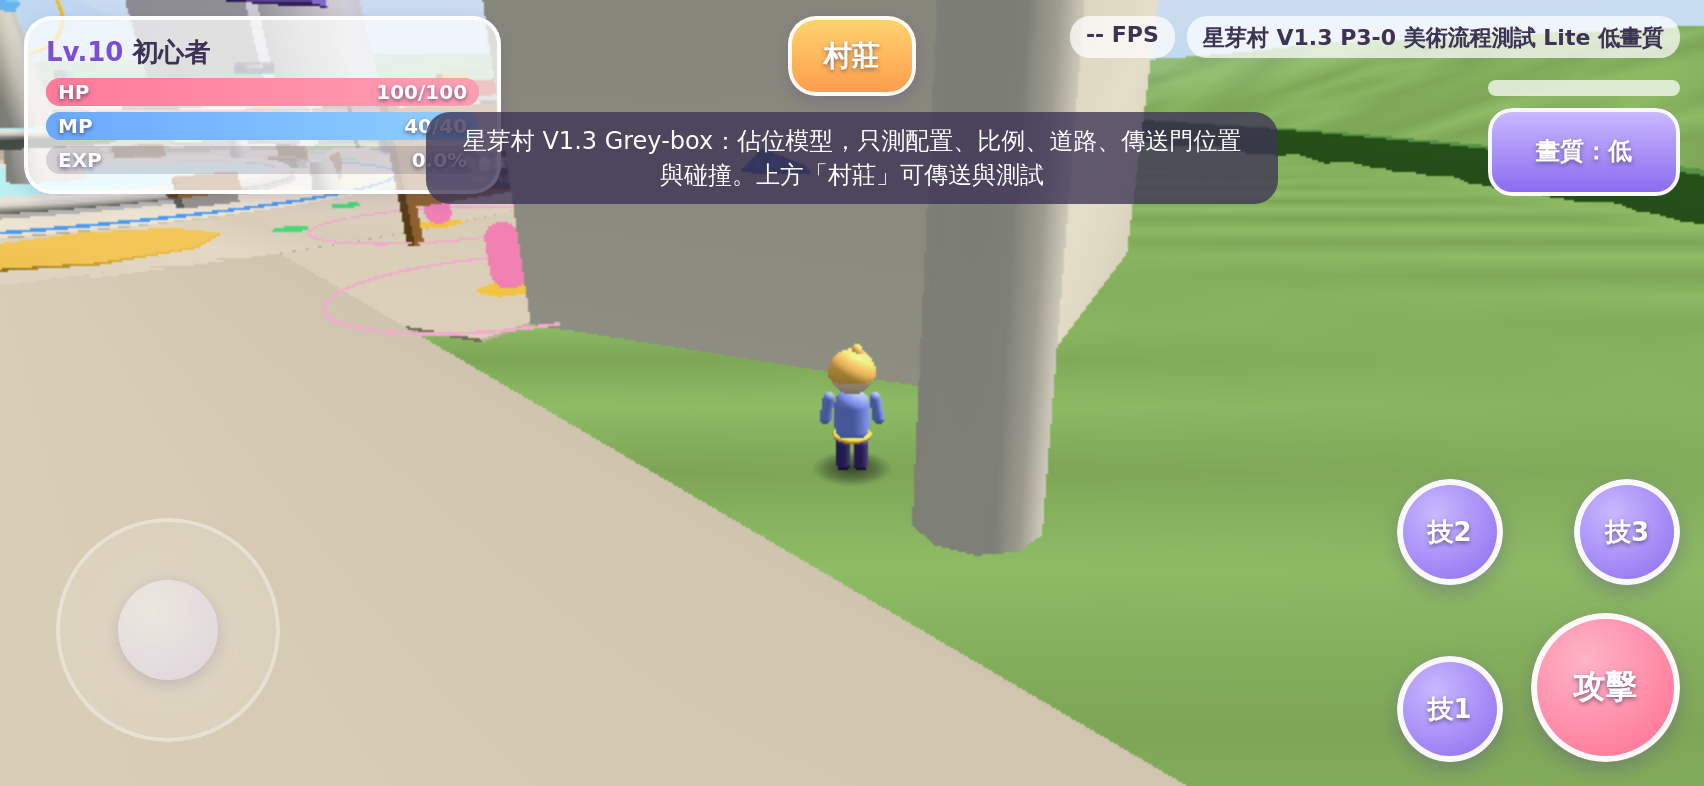 Lv.10 初心者
HP 100/100
MP 40/40
EXP 0.0%
村莊
-- FPS
星芽村 V1.3 P3-0 美術流程測試 Lite 低畫質
星芽村 V1.3 Grey-box：佔位模型，只測配置、比例、道路、傳送門位置
與碰撞。上方「村莊」可傳送與測試
畫質：低
技2
技3
技1
攻擊